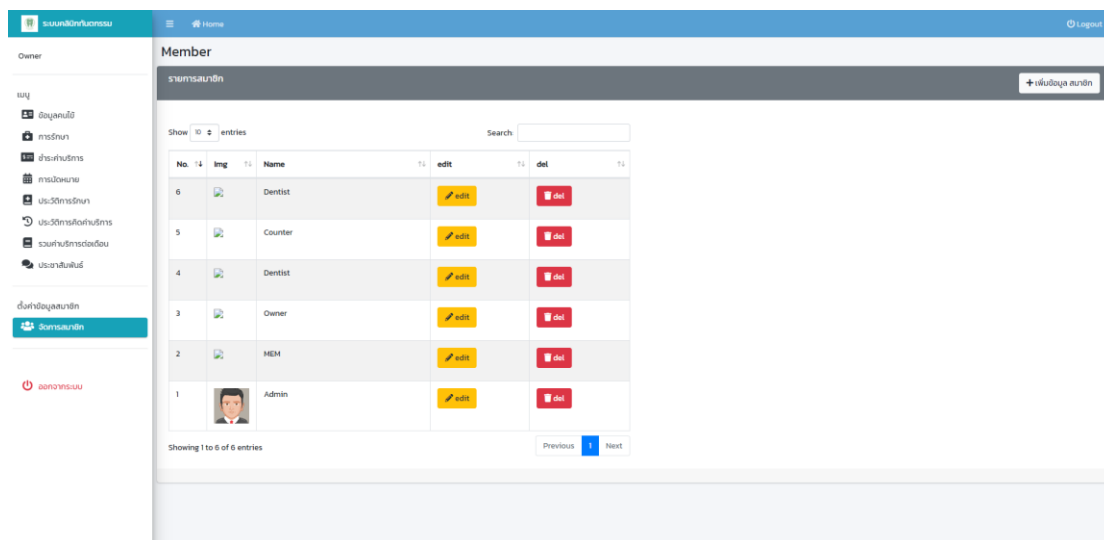 ระบบคลินิกทันตกรรม
Home
Logout
Owner
Member
รายการสมาชิก
เพิ่มข้อมูล สมาชิก
เมนู
ข้อมูลคนไข้
การรักษา
ชำระค่าบริการ
การนัดหมาย
ประวัติการรักษา
ประวัติการคิดค่าบริการ
รวมค่าบริการต่อเดือน
ประชาสัมพันธ์
ตั้งค่าข้อมูลสมาชิก
จัดการสมาชิก
ออกจากระบบ
Show 10 entries
Search:
No. Img Name edit del
6 Dentist edit del
5 Counter edit del
4 Dentist edit del
3 Owner edit del
2 MEM edit del
1 Admin edit del
Showing 1 to 6 of 6 entries
Previous 1 Next